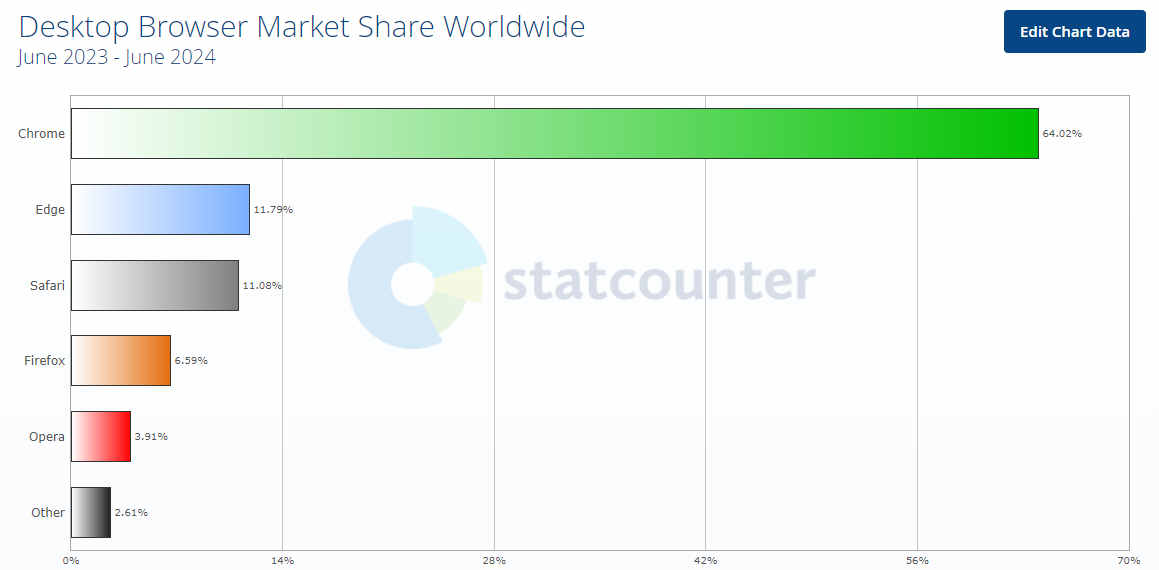 Desktop Browser Market Share Worldwide
June 2023 - June 2024
Edit Chart Data
Chrome 64.02%
Edge 11.79%
Safari 11.08%
statcounter
Firefox 6.59%
Opera 3.91%
Other 2.61%
0% 14% 28% 42% 56% 70%